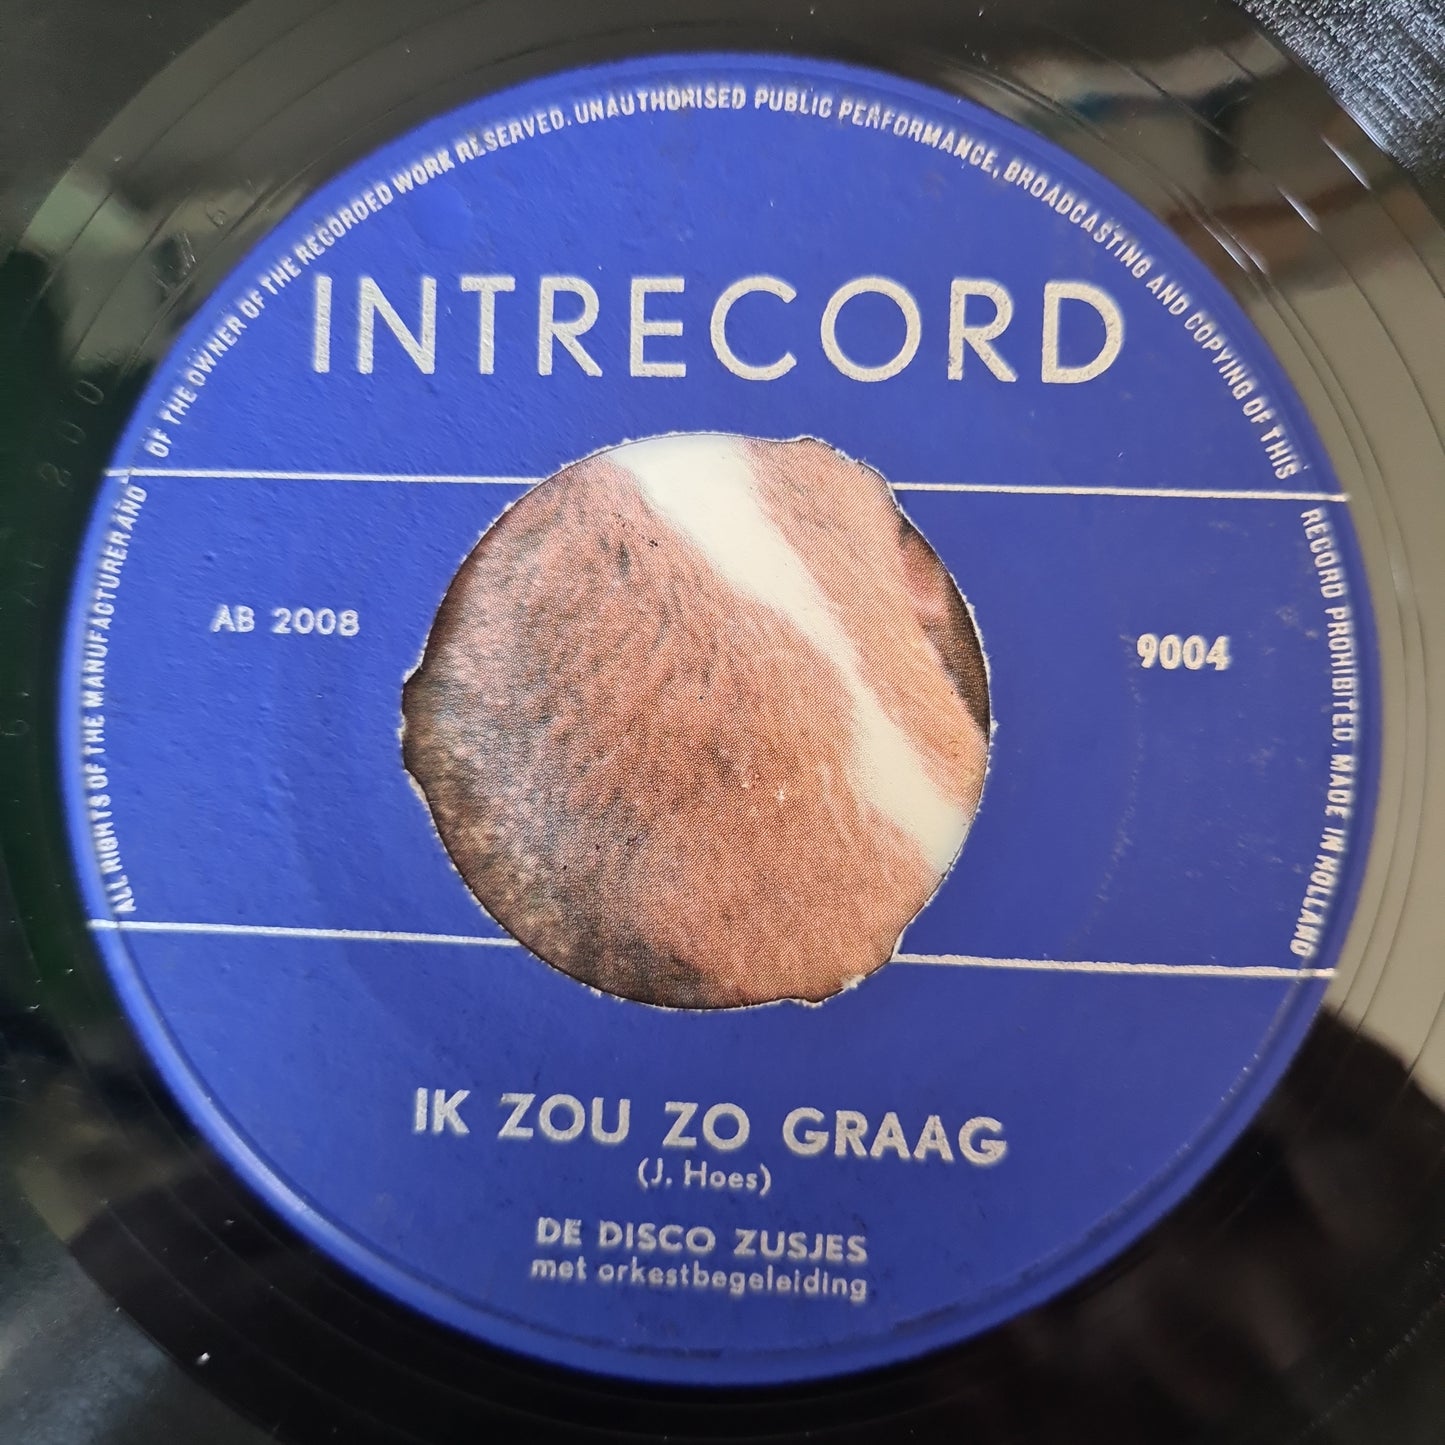 ALL RIGHTS OF THE MANUFACTURER AND OF THE OWNER OF THE RECORDED WORK RESERVED. UNAUTHORISED PUBLIC PERFORMANCE, BROADCASTING AND COPYING OF THIS RECORD PROHIBITED. MADE IN HOLLAND
INTRECORD
AB 2008
9004
IK ZOU ZO GRAAG
(J. Hoes)
DE DISCO ZUSJES
met orkestbegeleiding